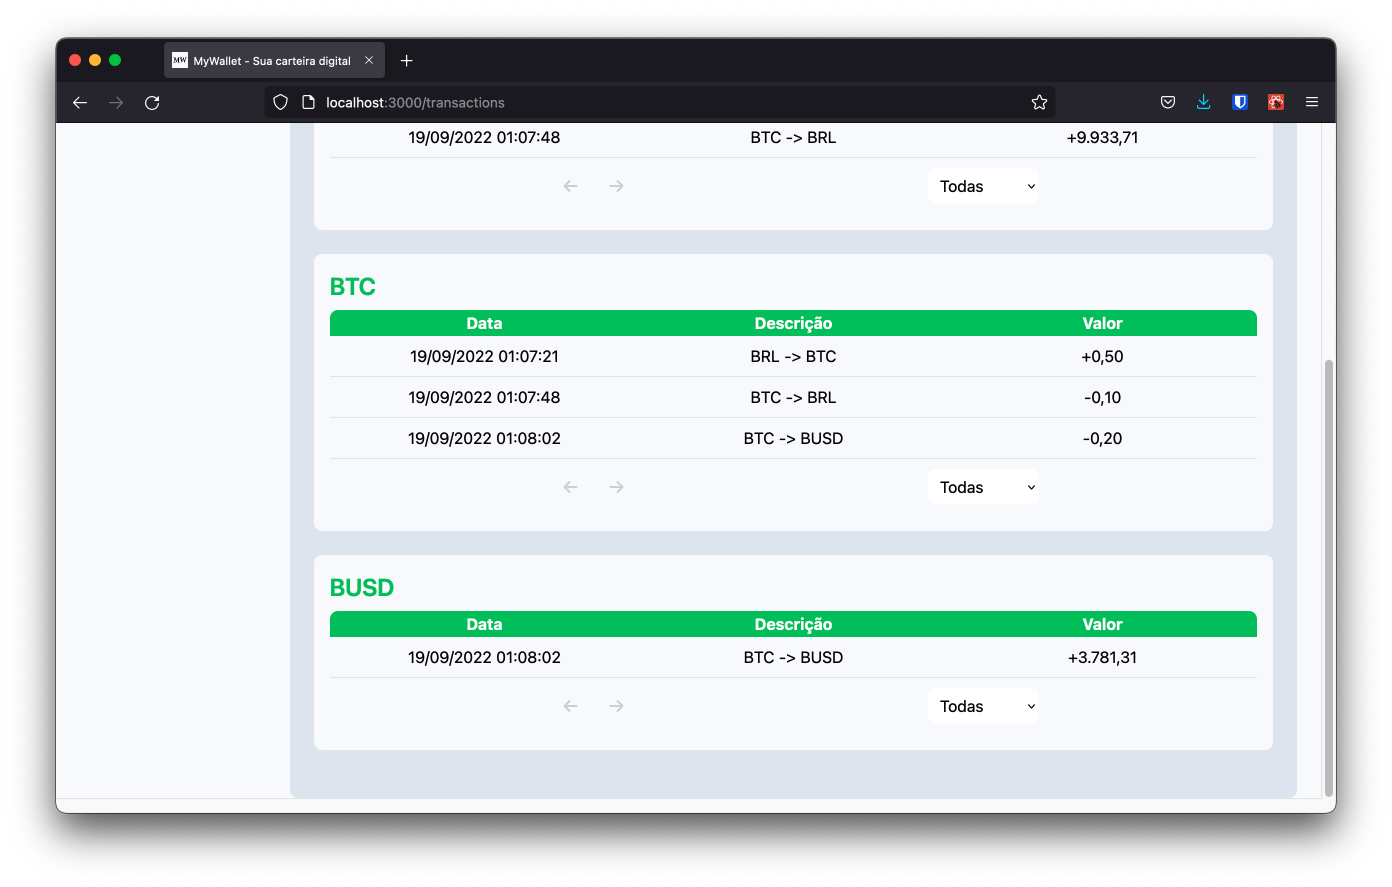 MW MyWallet - Sua carteira digital
localhost:3000/transactions
19/09/2022 01:07:48 BTC -> BRL +9.933,71
← → Todas
BTC
Data Descrição Valor
19/09/2022 01:07:21 BRL -> BTC +0,50
19/09/2022 01:07:48 BTC -> BRL -0,10
19/09/2022 01:08:02 BTC -> BUSD -0,20
← → Todas
BUSD
Data Descrição Valor
19/09/2022 01:08:02 BTC -> BUSD +3.781,31
← → Todas